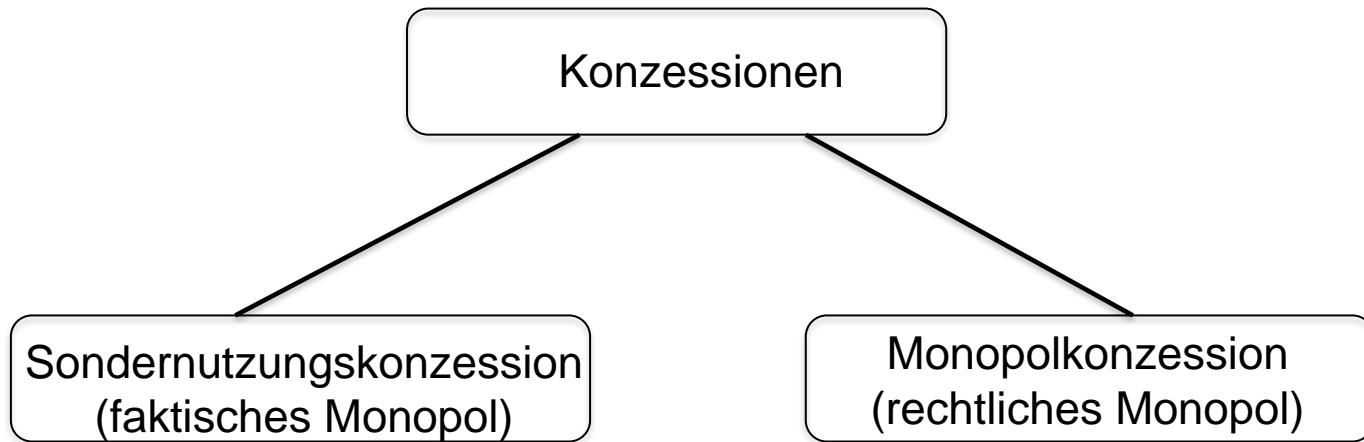 Konzessionen
Sondernutzungskonzession
(faktisches Monopol)
Monopolkonzession
(rechtliches Monopol)